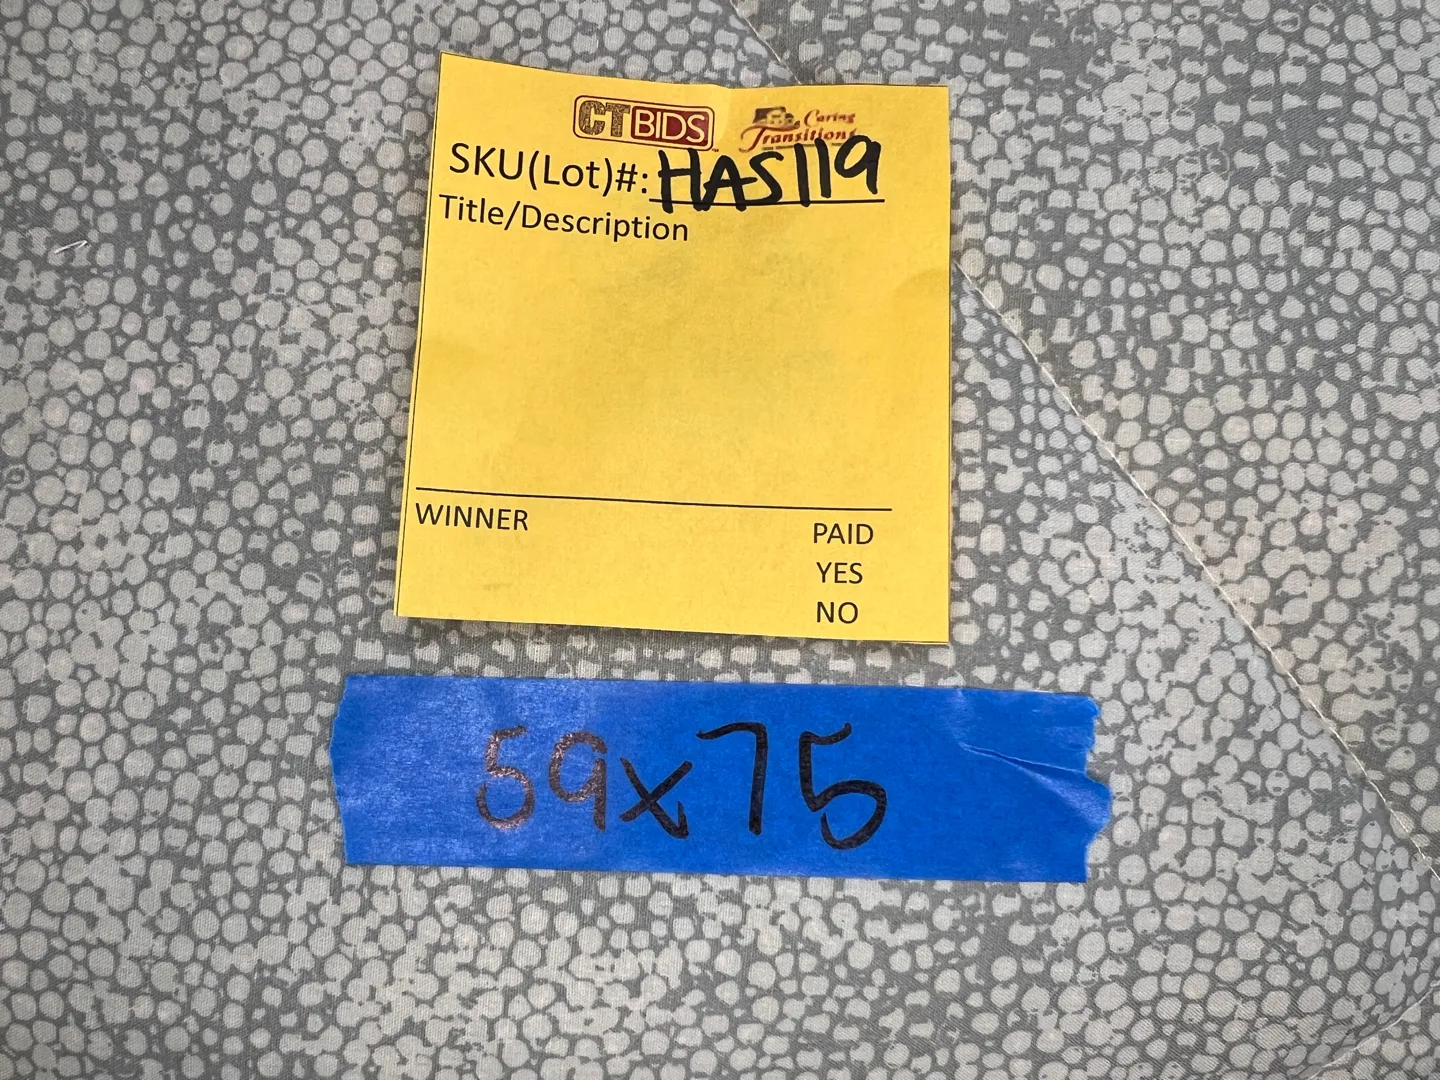 CTBIDS
Caring
Transitions
SKU(Lot)#: HAS119
Title/Description
WINNER
PAID
YES
NO
59x75